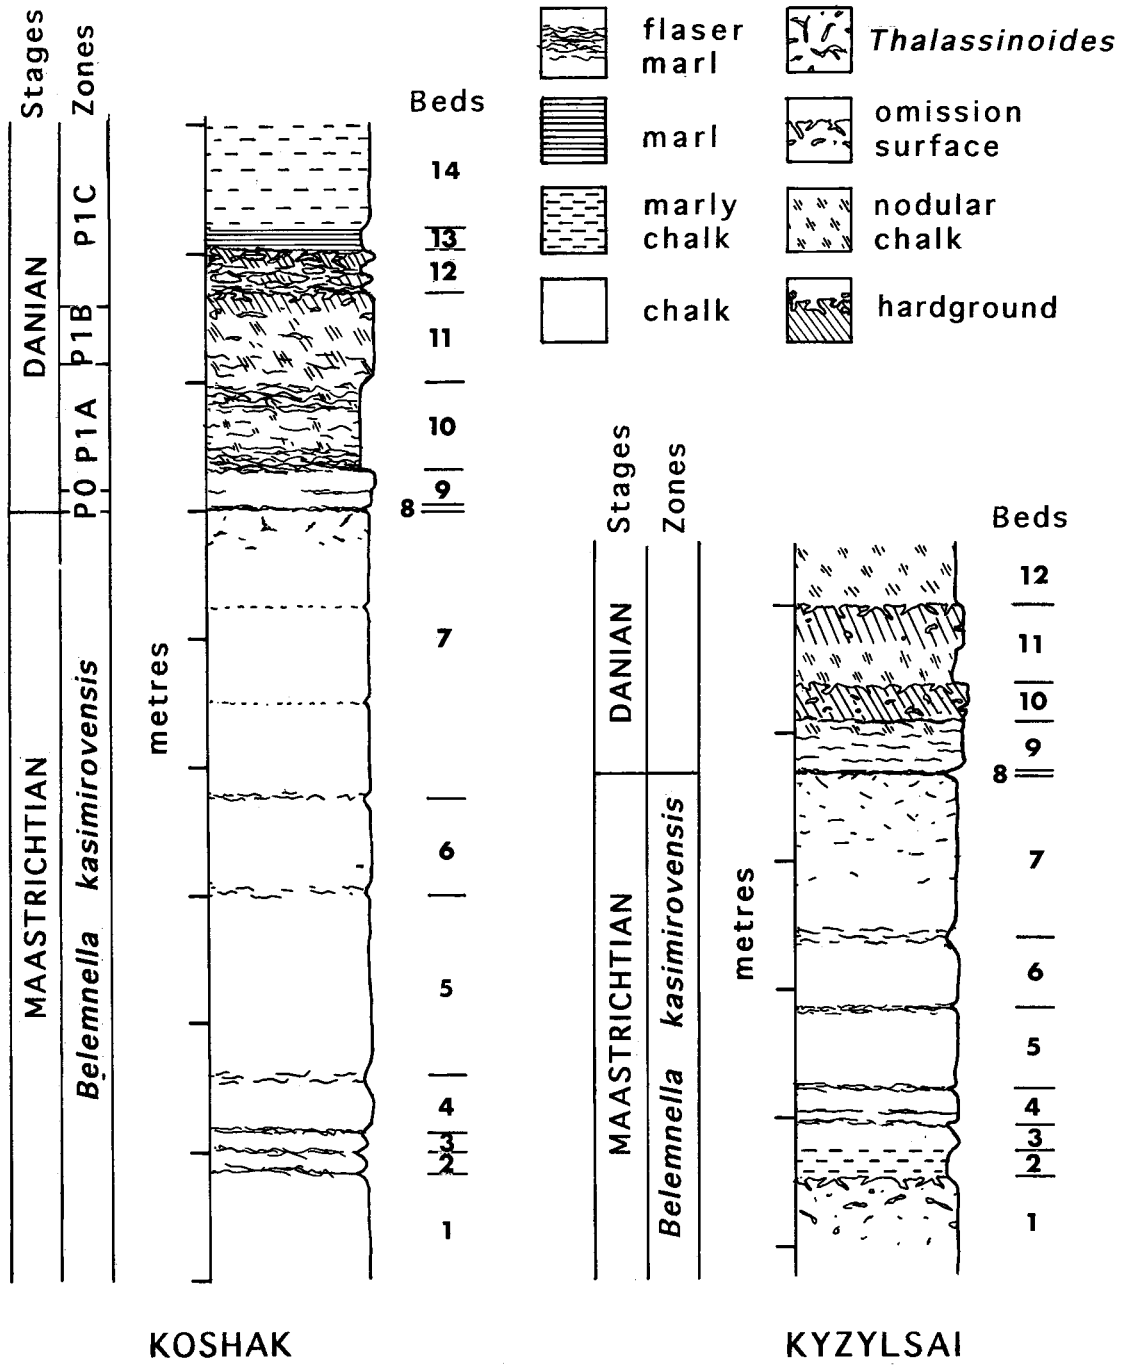 Stages
Zones
Beds
DANIAN
MAASTRICHTIAN
P1C
P1B
P1A
P0
Belemnella kasimirovensis
metres
14
13
12
11
10
9
8
7
6
5
4
3
2
1
KOSHAK
flaser
marl
marl
marly
chalk
chalk
Thalassinoides
omission
surface
nodular
chalk
hardground
Stages
Zones
Beds
DANIAN
MAASTRICHTIAN
Belemnella kasimirovensis
metres
12
11
10
9
8
7
6
5
4
3
2
1
KYZYLSAI